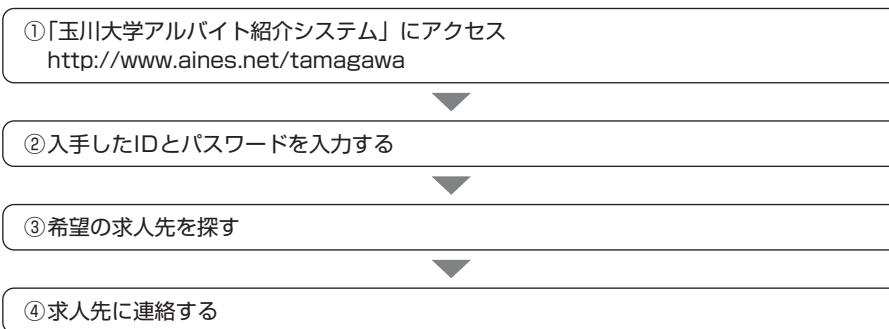 ①「玉川大学アルバイト紹介システム」にアクセス
http://www.aines.net/tamagawa
②入手したIDとパスワードを入力する
③希望の求人先を探す
④求人先に連絡する